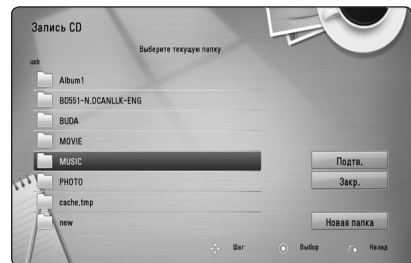 Запись CD
Выберите текущую папку
usb
Album1
BD551-N.DCANLLK-ENG
BUDA
MOVIE
MUSIC
PHOTO
cache.tmp
new
Подтв.
Закр.
Новая папка
Шаг
Выбор
Назад